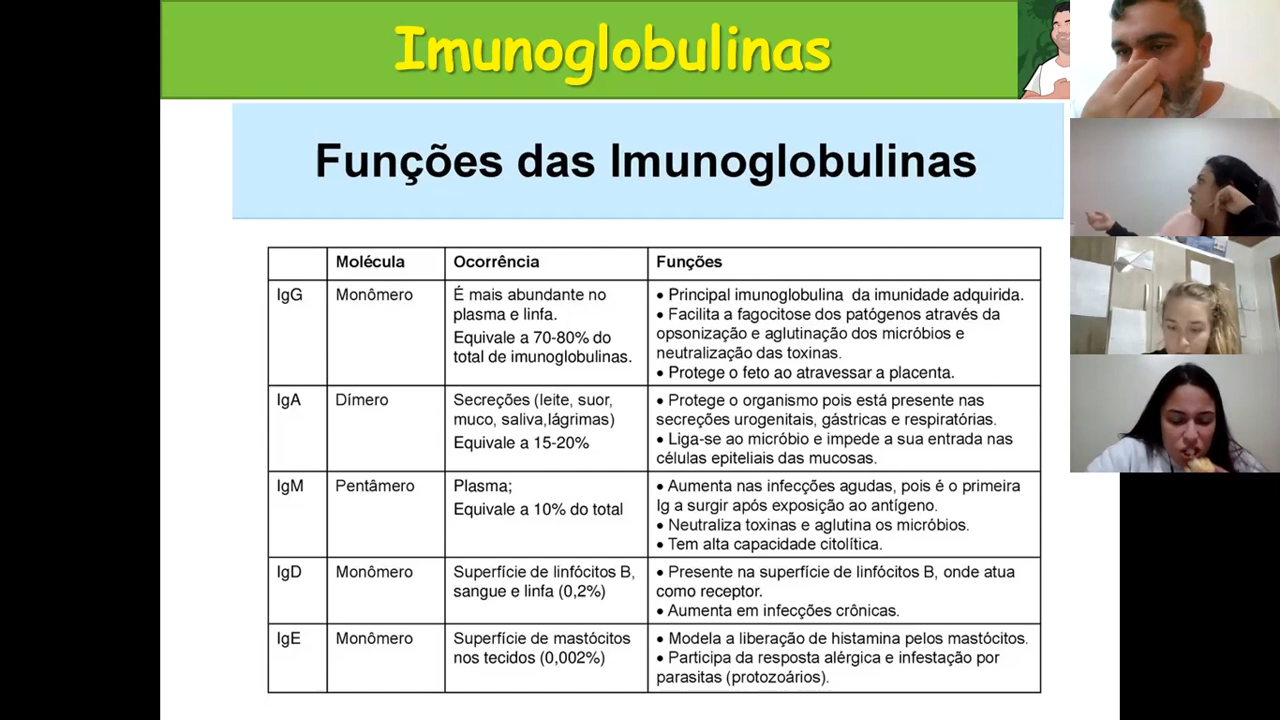 Imunoglobulinas
Funções das Imunoglobulinas
Molécula Ocorrência Funções
IgG Monômero É mais abundante no
plasma e linfa.
Equivale a 70-80% do
total de imunoglobulinas.
• Principal imunoglobulina da imunidade adquirida.
• Facilita a fagocitose dos patógenos através da
opsonização e aglutinação dos micróbios e
neutralização das toxinas.
• Protege o feto ao atravessar a placenta.
IgA Dímero Secreções (leite, suor,
muco, saliva,lágrimas)
Equivale a 15-20%
• Protege o organismo pois está presente nas
secreções urogenitais, gástricas e respiratórias.
• Liga-se ao micróbio e impede a sua entrada nas
células epiteliais das mucosas.
IgM Pentâmero Plasma;
Equivale a 10% do total
• Aumenta nas infecções agudas, pois é o primeira
Ig a surgir após exposição ao antígeno.
• Neutraliza toxinas e aglutina os micróbios.
• Tem alta capacidade citolítica.
IgD Monômero Superfície de linfócitos B,
sangue e linfa (0,2%)
• Presente na superfície de linfócitos B, onde atua
como receptor.
• Aumenta em infecções crônicas.
IgE Monômero Superfície de mastócitos
nos tecidos (0,002%)
• Modela a liberação de histamina pelos mastócitos.
• Participa da resposta alérgica e infestação por
parasitas (protozoários).